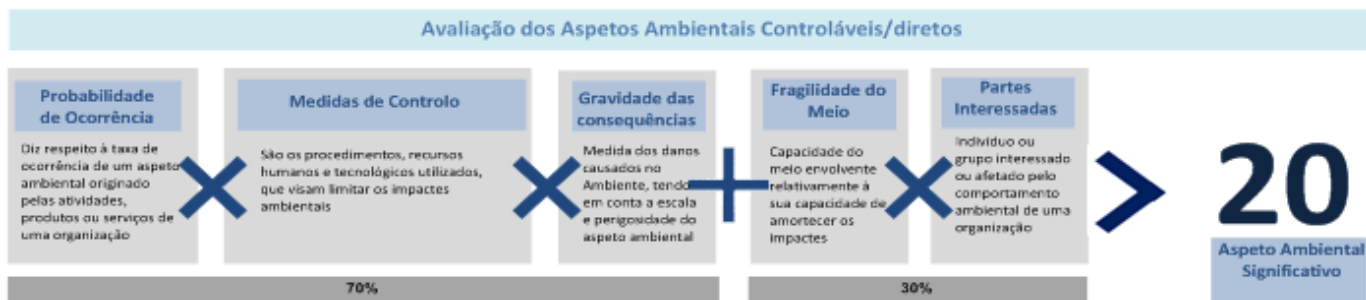 Avaliação dos Aspetos Ambientais Controláveis/diretos
Probabilidade
de Ocorrência
Diz respeito à taxa de
ocorrência de um aspeto
ambiental originado
pelas atividades,
produtos ou serviços de
uma organização
Medidas de Controlo
São os procedimentos, recursos
humanos e tecnológicos utilizados,
que visam limitar os impactes
ambientais
Gravidade das
consequências
Medida dos danos
causados no
Ambiente, tendo
em conta a escala
e perigosidade do
aspeto ambiental
Fragilidade do
Meio
Capacidade do
meio envolvente
relativamente à
sua capacidade de
amortecer os
impactes
Partes
Interessadas
Indivíduo ou
grupo interessado
ou afetado pelo
comportamento
ambiental de uma
organização
>
20
Aspeto Ambiental
Significativo
70%
30%